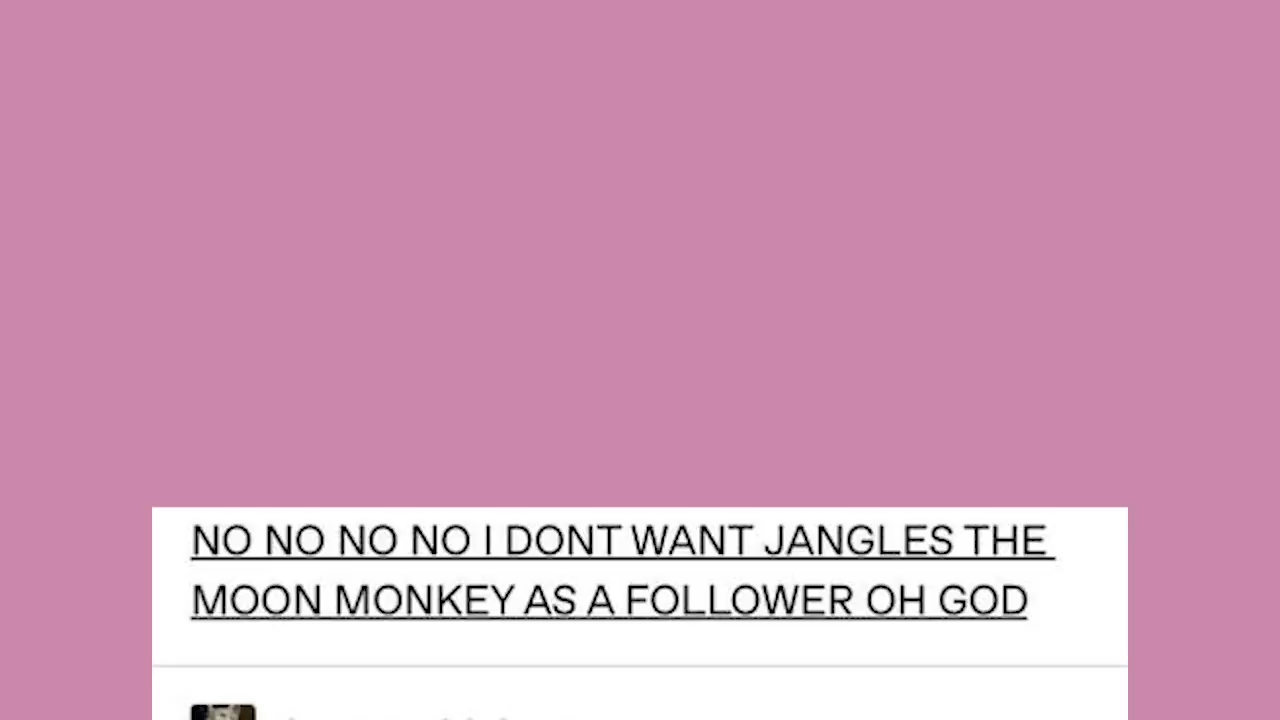 NO NO NO NO I DONT WANT JANGLES THE
MOON MONKEY AS A FOLLOWER OH GOD